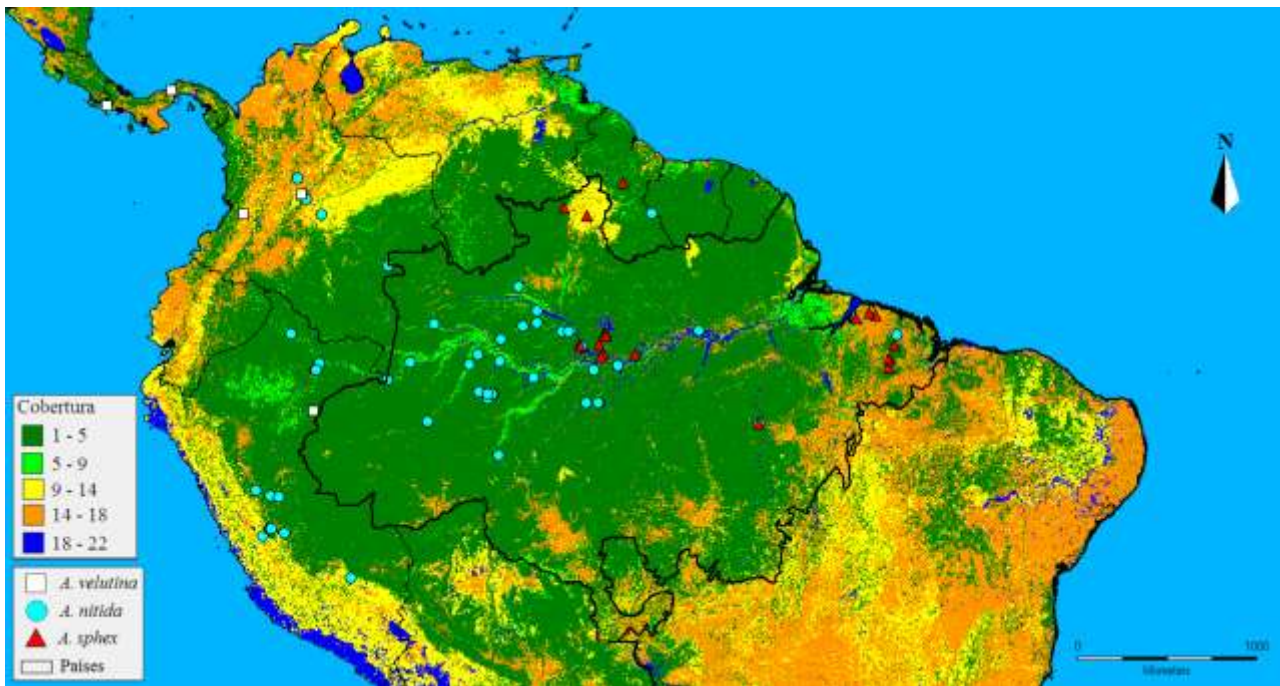 N
Cobertura
1 - 5
5 - 9
9 - 14
14 - 18
18 - 22
A. velutina
A. nitida
A. sphex
Países
0 1000